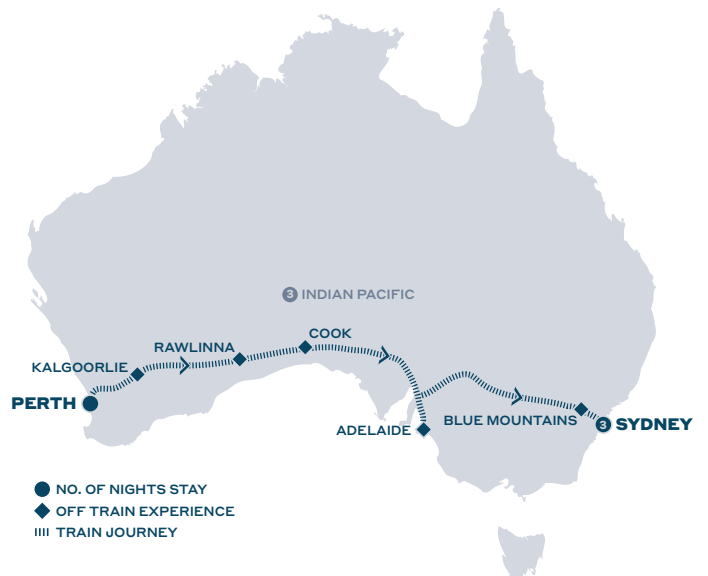 3 INDIAN PACIFIC
COOK
RAWLINNA
KALGOORLIE
PERTH
BLUE MOUNTAINS
3 SYDNEY
ADELAIDE
NO. OF NIGHTS STAY
OFF TRAIN EXPERIENCE
TRAIN JOURNEY